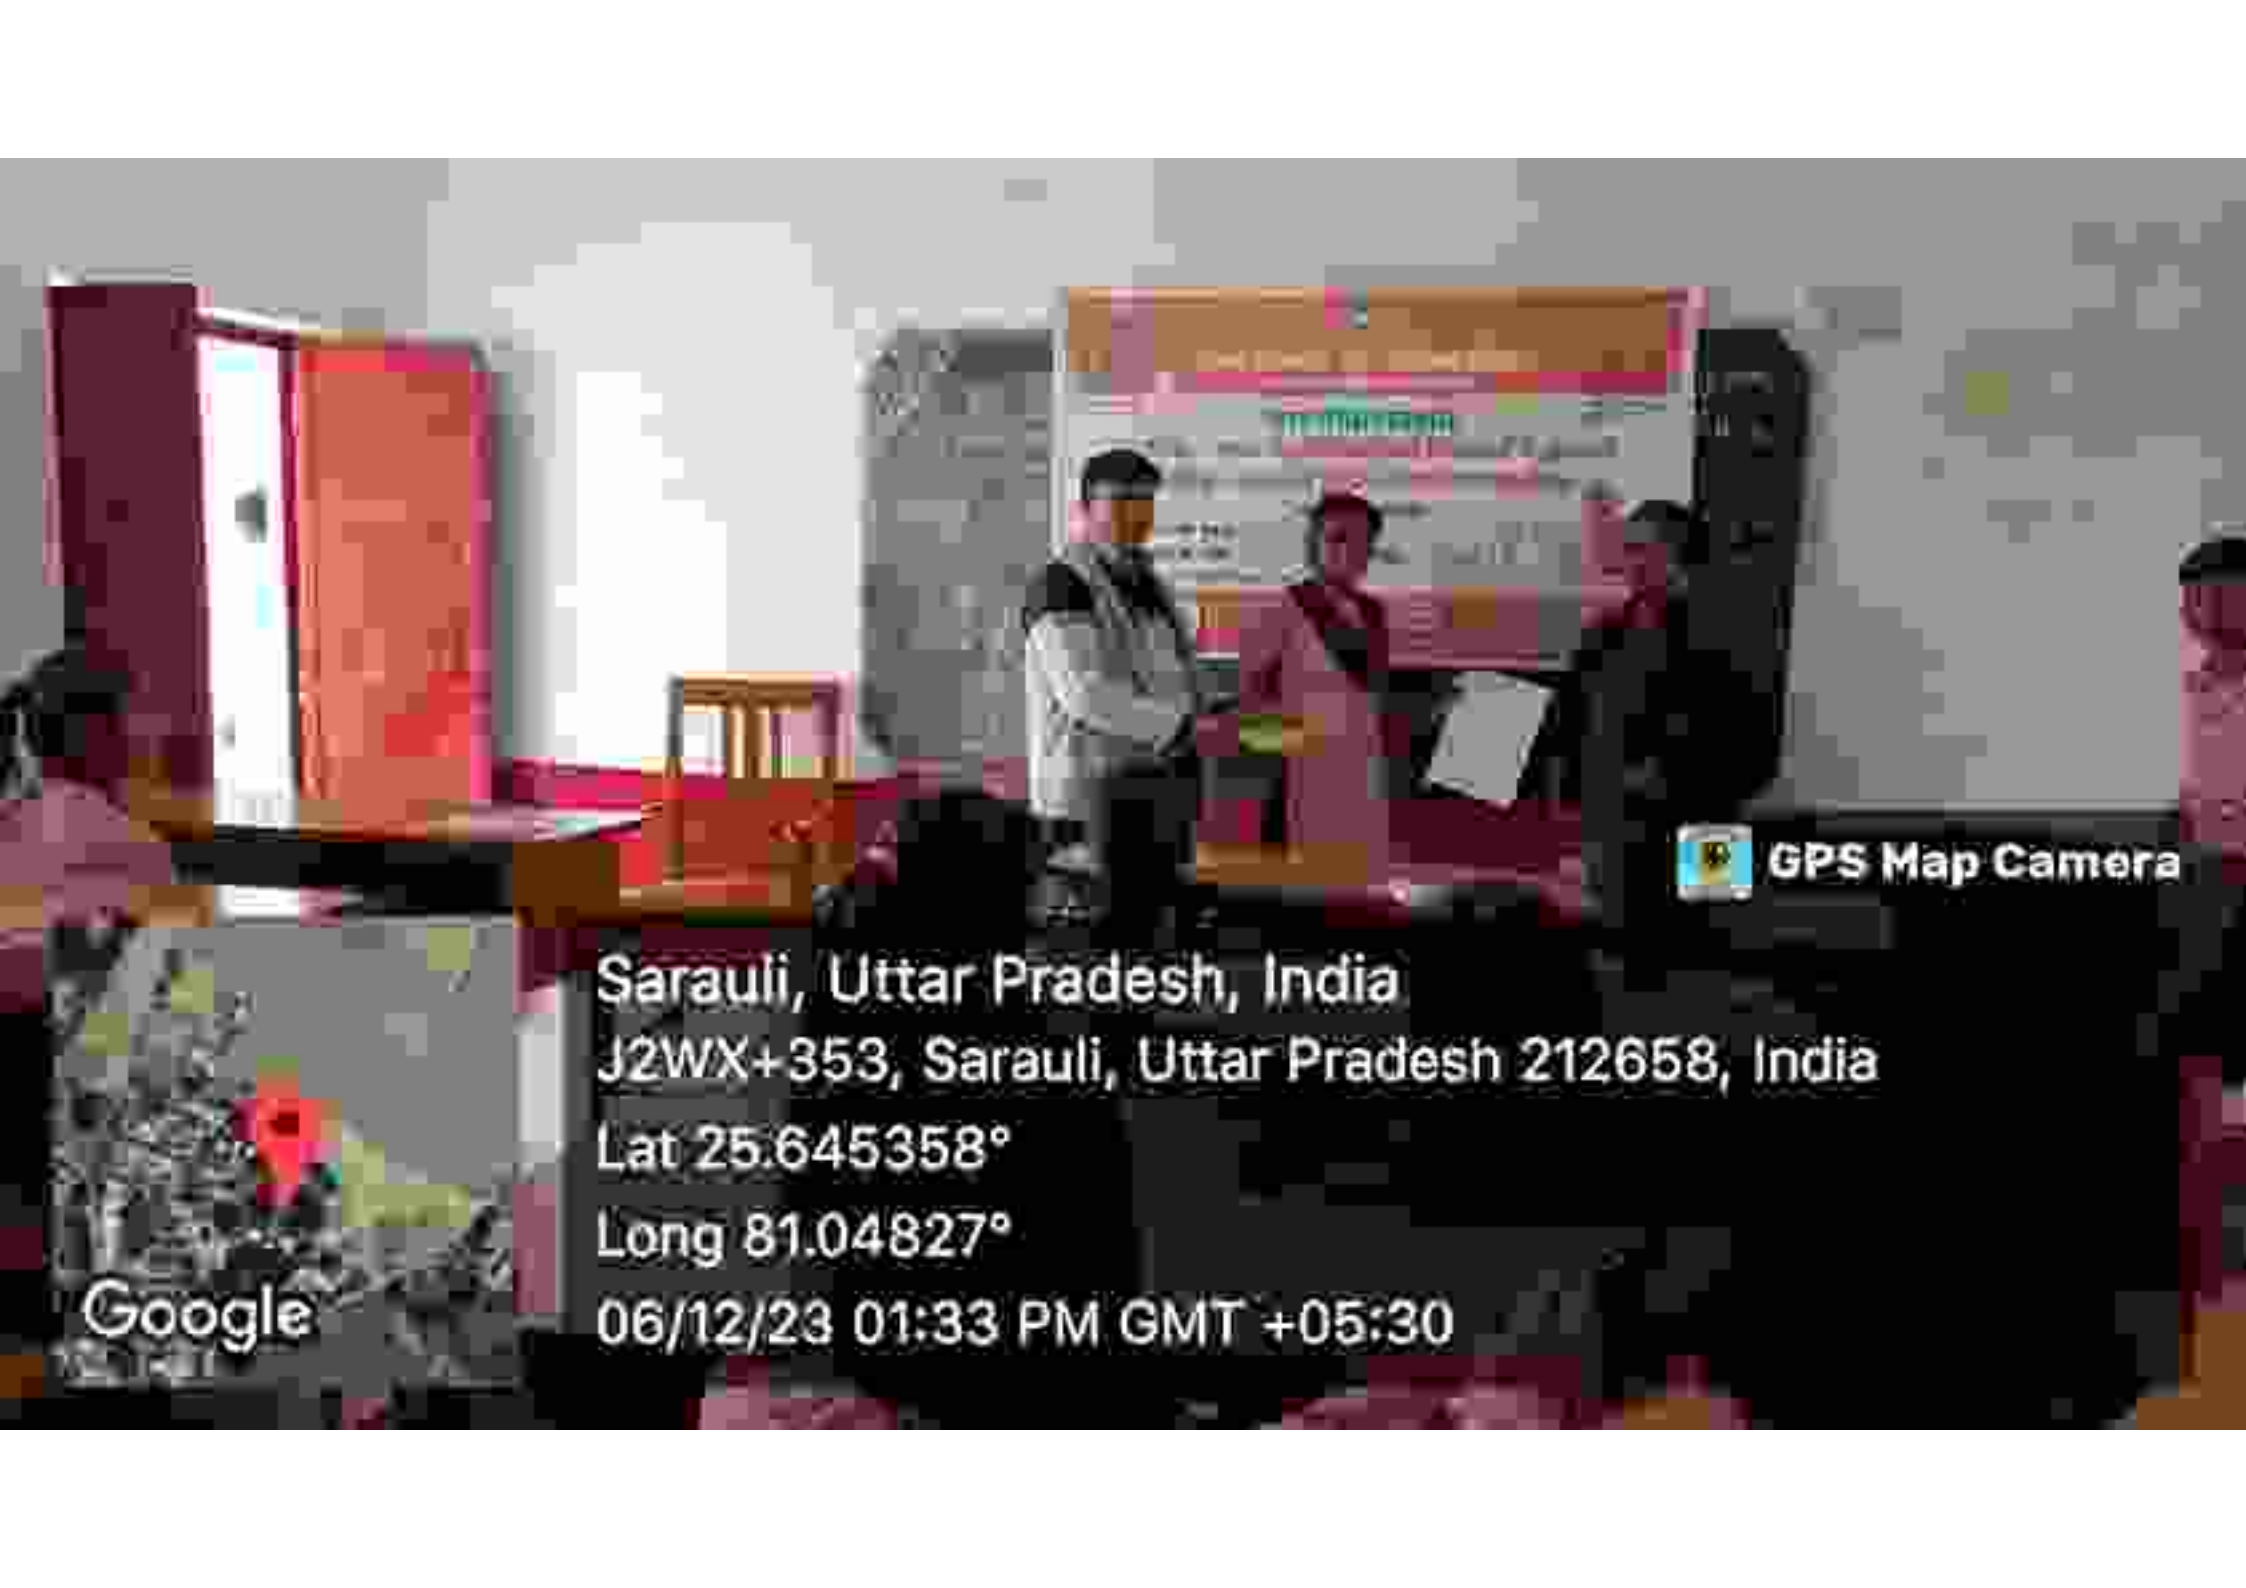 GPS Map Camera
Sarauli, Uttar Pradesh, India
J2WX+353, Sarauli, Uttar Pradesh 212658, India
Lat 25.645358°
Long 81.04827°
06/12/23 01:33 PM GMT +05:30
Google